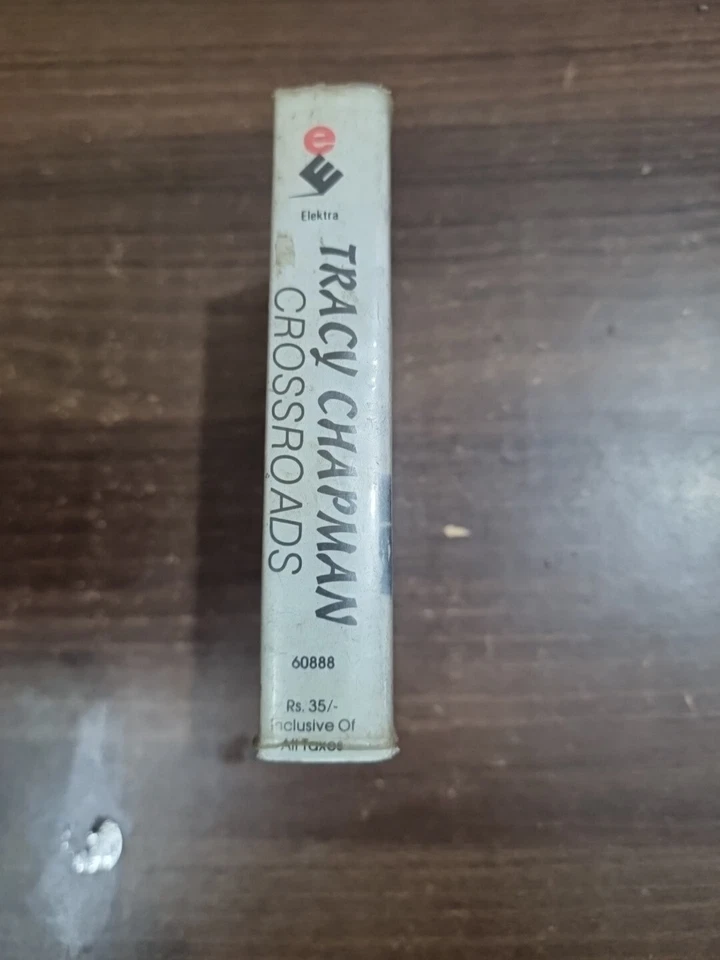 e
E
Elektra
TRACY CHAPMAN
CROSSROADS
60888
Rs. 35/-
Inclusive Of
All Taxes